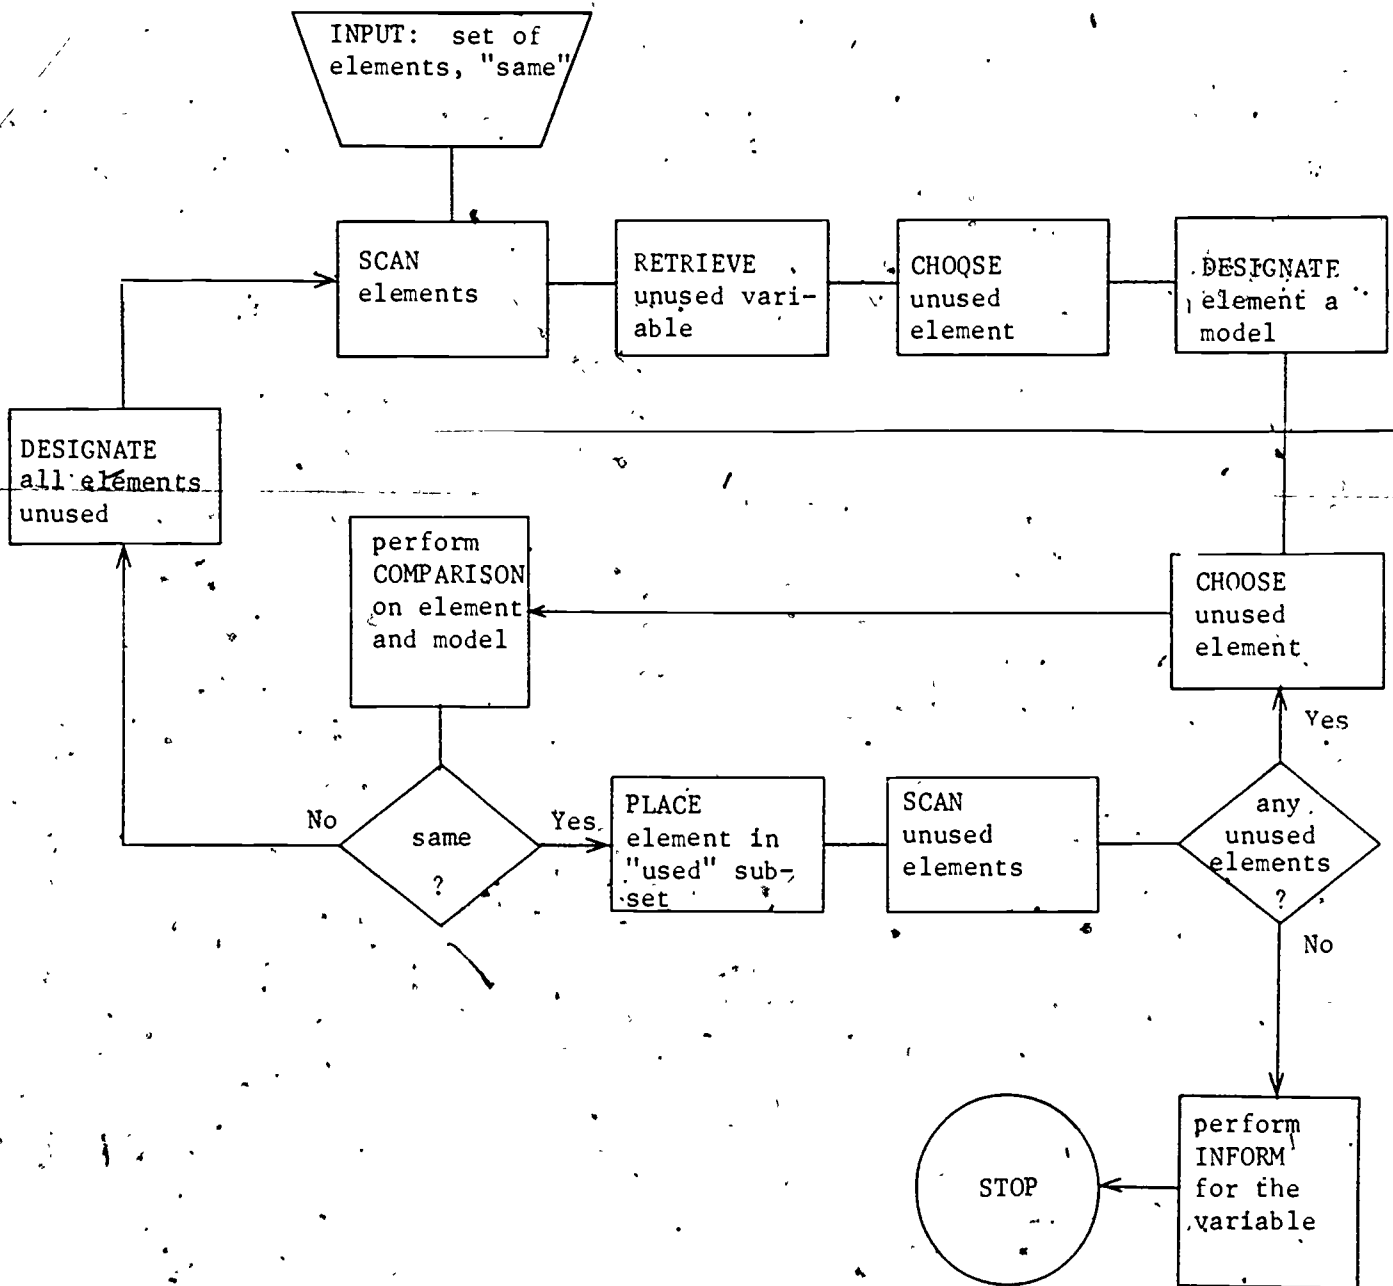 INPUT: set of
elements, "same"
SCAN
elements
RETRIEVE
unused vari-
able
CHOOSE
unused
element
DESIGNATE
element a
model
DESIGNATE
all elements
unused
perform
COMPARISON
on element
and model
CHOOSE
unused
element
Yes
No
same
?
Yes
PLACE
element in
"used" sub-
set
SCAN
unused
elements
any
unused
elements
?
No
perform
INFORM
for the
variable
STOP